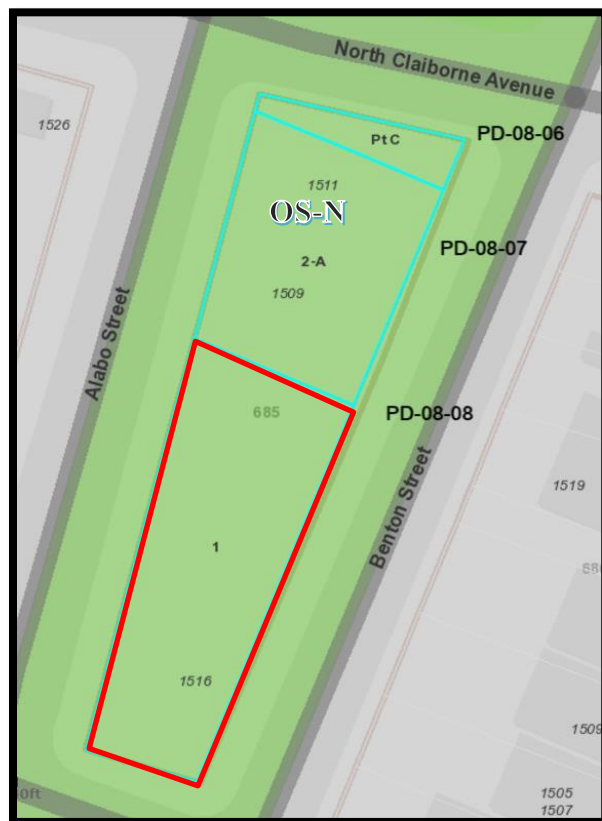 North Claiborne Avenue
1526
Pt C
PD-08-06
1511
OS-N
PD-08-07
2-A
1509
Alabo Street
685
PD-08-08
Benton Street
1519
1
1516
1509
0ft
1505
1507